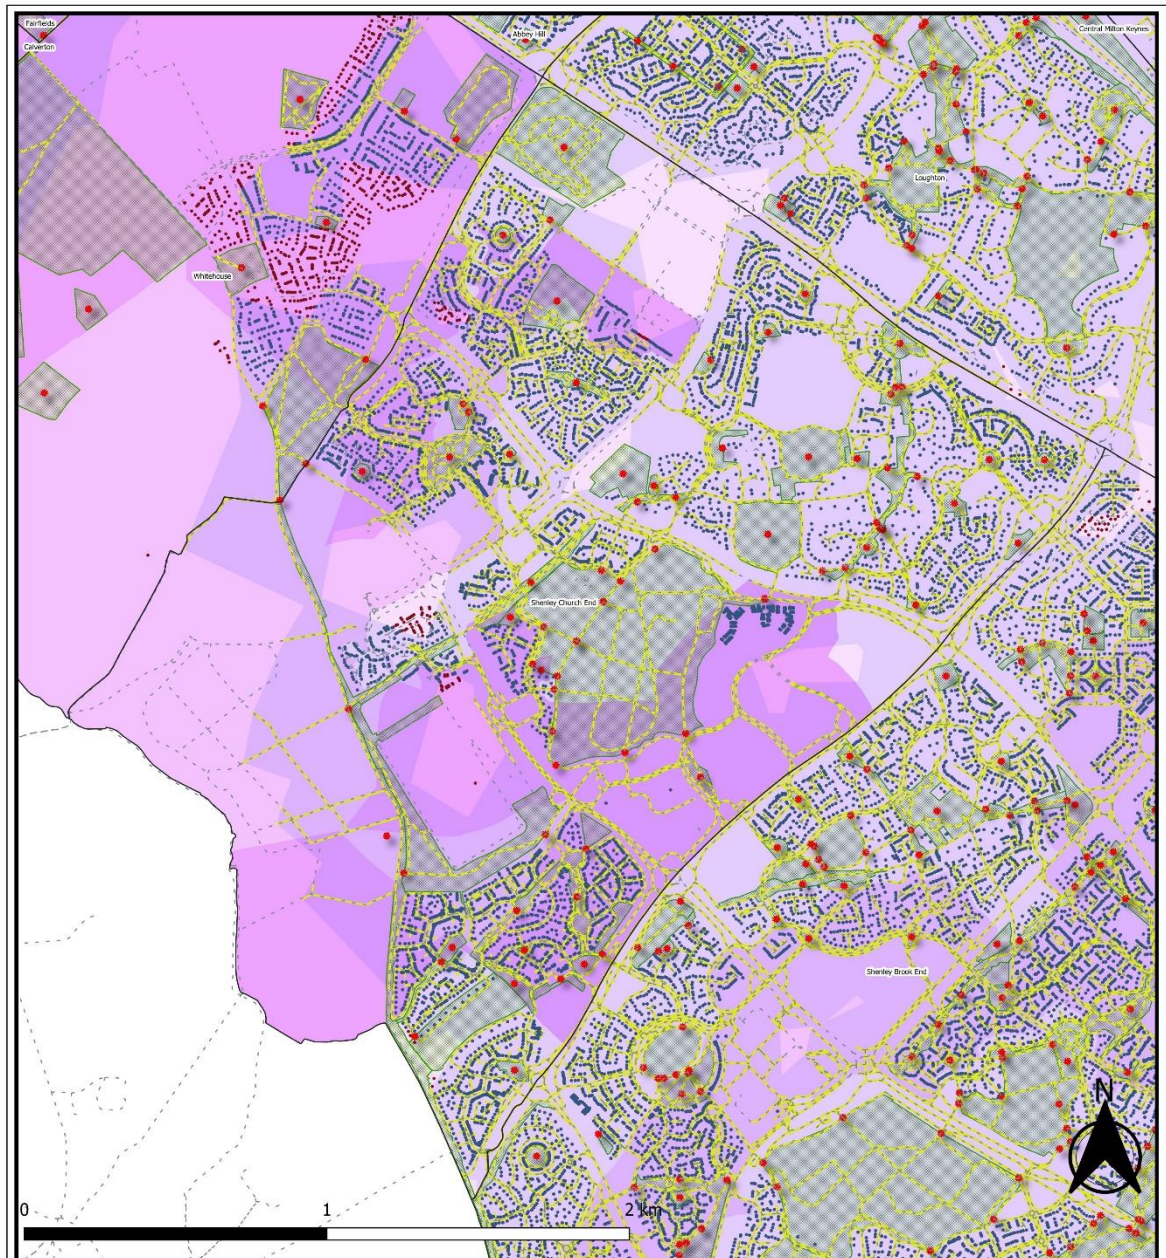 Fairfields
Calverton
Abbey Hill
Central Milton Keynes
Loughton
Whitehouse
Shenley Church End
Shenley Brook End
N
0 1 2 km